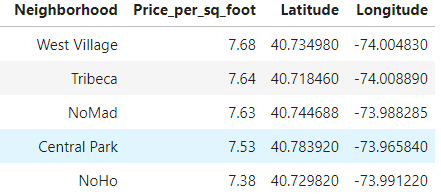 Neighborhood Price_per_sq_foot Latitude Longitude
West Village 7.68 40.734980 -74.004830
Tribeca 7.64 40.718460 -74.008890
NoMad 7.63 40.744688 -73.988285
Central Park 7.53 40.783920 -73.965840
NoHo 7.38 40.729820 -73.991220